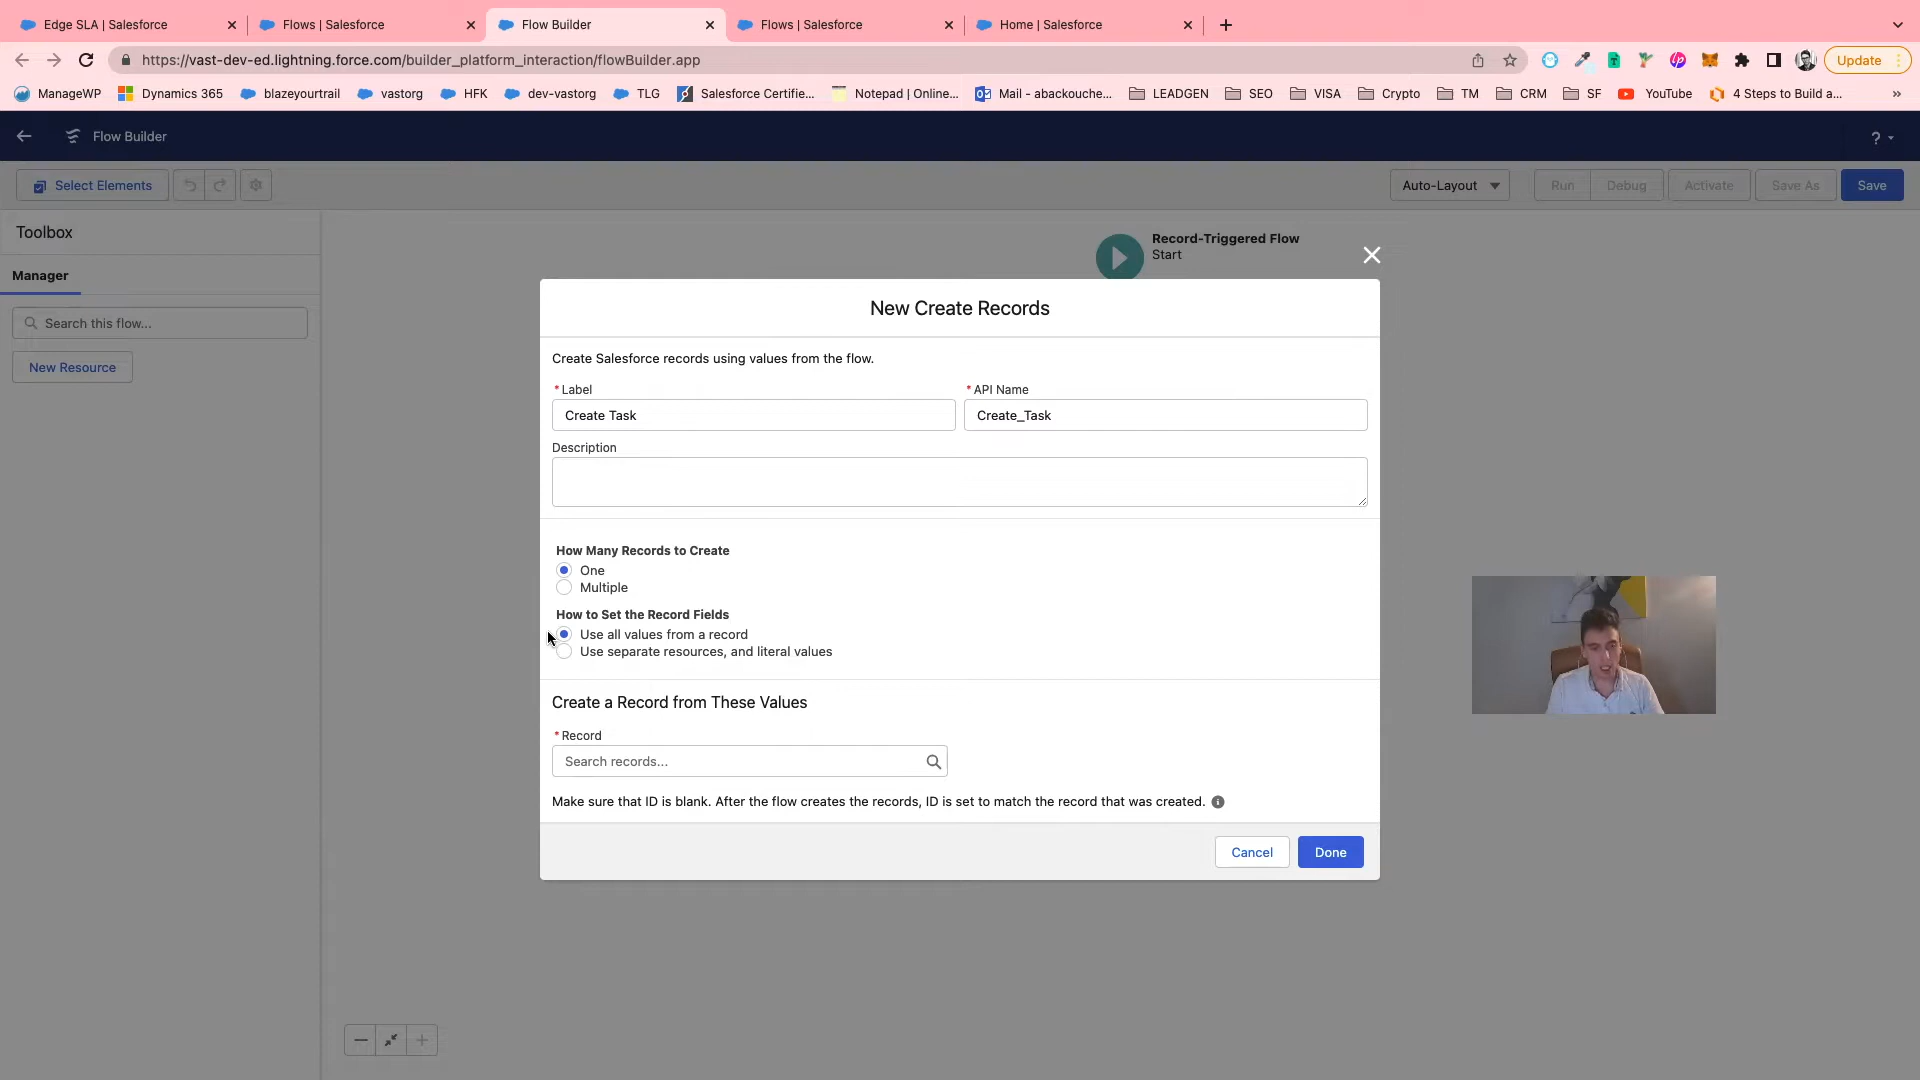 Edge SLA | Salesforce
Flows | Salesforce
Flow Builder
Flows | Salesforce
Home | Salesforce
https://vast-dev-ed.lightning.force.com/builder_platform_interaction/flowBuilder.app
Update
ManageWP
Dynamics 365
blazeyourtrail
vastorg
HFK
dev-vastorg
TLG
Salesforce Certifie...
Notepad | Online...
Mail - abackouche...
LEADGEN
SEO
VISA
Crypto
TM
CRM
SF
YouTube
4 Steps to Build a...
»
Flow Builder
?
Select Elements
Auto-Layout
Run
Debug
Activate
Save As
Save
Toolbox
Manager
Search this flow...
New Resource
Record-Triggered Flow
Start
New Create Records
Create Salesforce records using values from the flow.
* Label
* API Name
Create Task
Create_Task
Description
How Many Records to Create
One
Multiple
How to Set the Record Fields
Use all values from a record
Use separate resources, and literal values
Create a Record from These Values
* Record
Search records...
Make sure that ID is blank. After the flow creates the records, ID is set to match the record that was created.
Cancel
Done